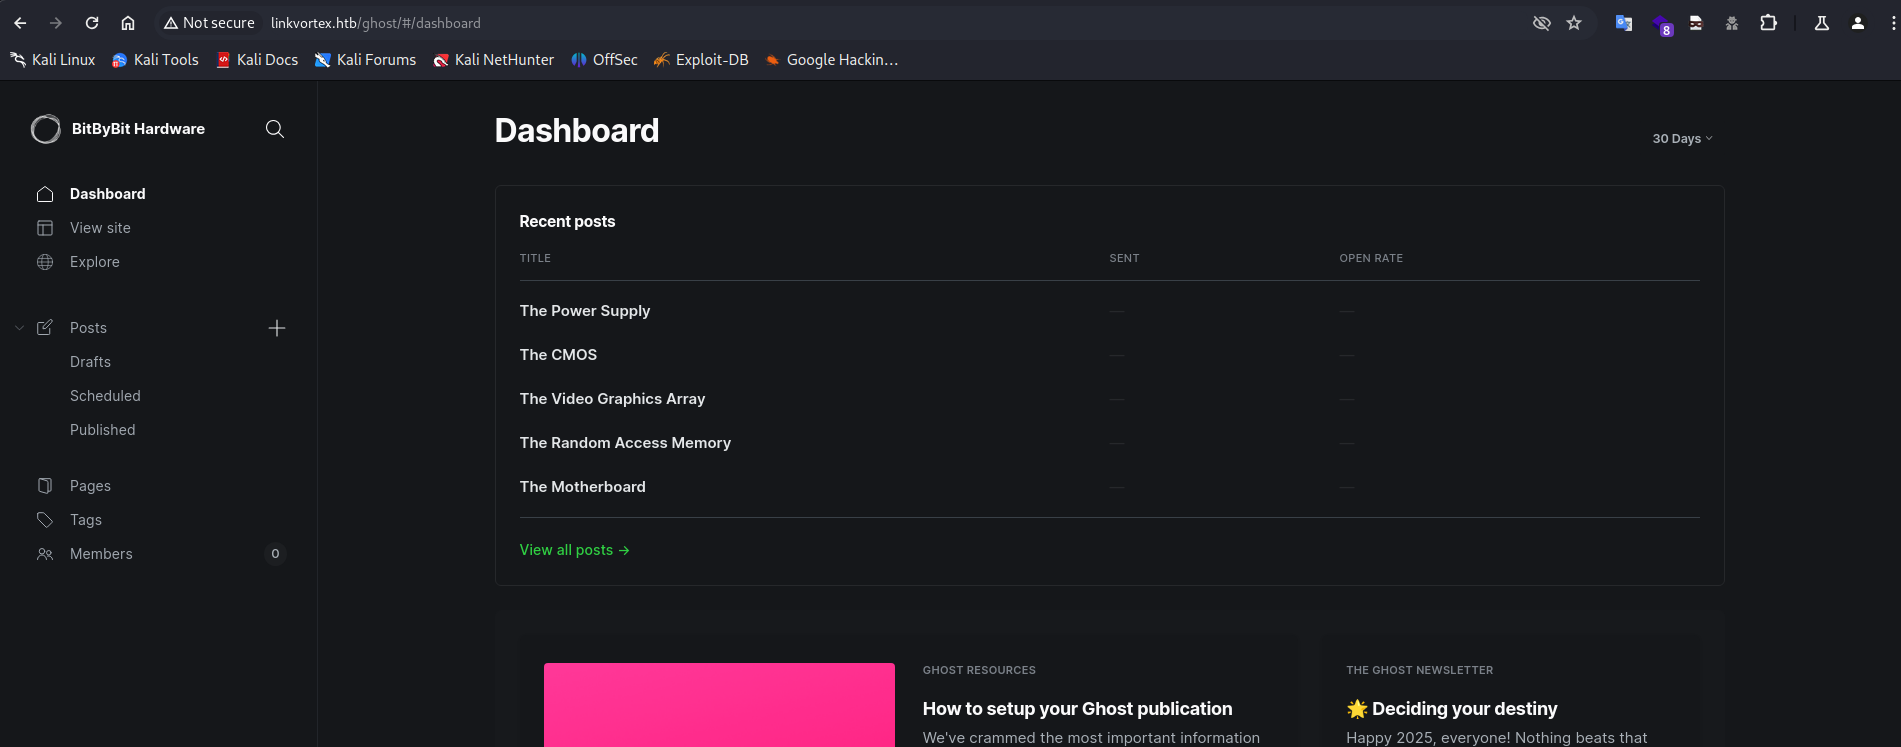 Not secure linkvortex.htb/ghost/#/dashboard
8
Kali Linux Kali Tools Kali Docs Kali Forums Kali NetHunter OffSec Exploit-DB Google Hackin…
BitByBit Hardware
Dashboard
View site
Explore
Posts
Drafts
Scheduled
Published
Pages
Tags
Members 0
Dashboard
30 Days
Recent posts
TITLE SENT OPEN RATE
The Power Supply — —
The CMOS — —
The Video Graphics Array — —
The Random Access Memory — —
The Motherboard — —
View all posts →
GHOST RESOURCES
How to setup your Ghost publication
We've crammed the most important information
THE GHOST NEWSLETTER
🌟 Deciding your destiny
Happy 2025, everyone! Nothing beats that